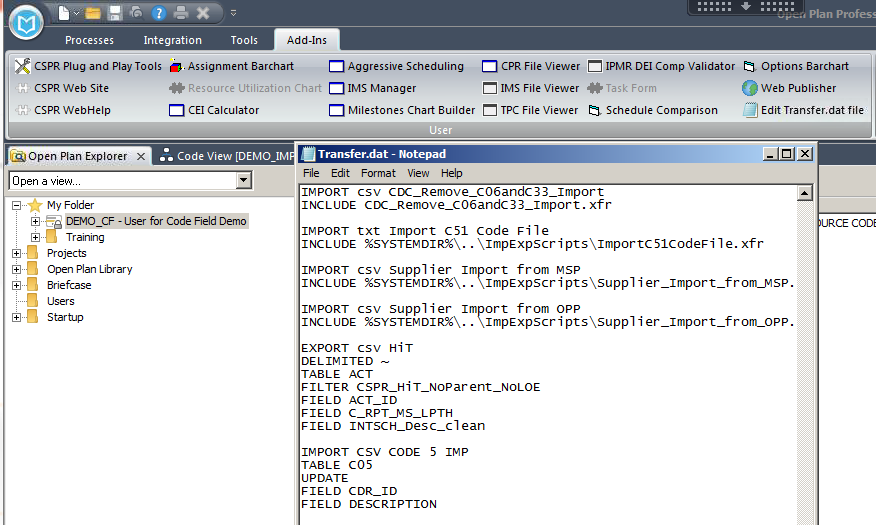 Open Plan Profess
Processes
Integration
Tools
Add-Ins
CSPR Plug and Play Tools
Assignment Barchart
Aggressive Scheduling
CPR File Viewer
IPMR DEI Comp Validator
Options Barchart
CSPR Web Site
Resource Utilization Chart
IMS Manager
IMS File Viewer
Task Form
Web Publisher
CSPR WebHelp
CEI Calculator
Milestones Chart Builder
TPC File Viewer
Schedule Comparison
Edit Transfer.dat file
User
Open Plan Explorer
Code View [DEMO_IMP
Open a view...
My Folder
DEMO_CF - User for Code Field Demo
Training
Projects
Open Plan Library
Briefcase
Users
Startup
Transfer.dat - Notepad
File Edit Format View Help
IMPORT csv CDC_Remove_C06andC33_Import
INCLUDE CDC_Remove_C06andC33_Import.xfr
IMPORT txt Import C51 Code File
INCLUDE %SYSTEMDIR%\..\ImpExpScripts\ImportC51CodeFile.xfr
IMPORT csv Supplier Import from MSP
INCLUDE %SYSTEMDIR%\..\ImpExpScripts\Supplier_Import_from_MSP.
IMPORT csv Supplier Import from OPP
INCLUDE %SYSTEMDIR%\..\ImpExpScripts\Supplier_Import_from_OPP.
EXPORT csv HiT
DELIMITED ~
TABLE ACT
FILTER CSPR_HiT_NoParent_NoLOE
FIELD ACT_ID
FIELD C_RPT_MS_LPTH
FIELD INTSCH_Desc_clean
IMPORT CSV CODE 5 IMP
TABLE C05
UPDATE
FIELD CDR_ID
FIELD DESCRIPTION
OURCE CODE